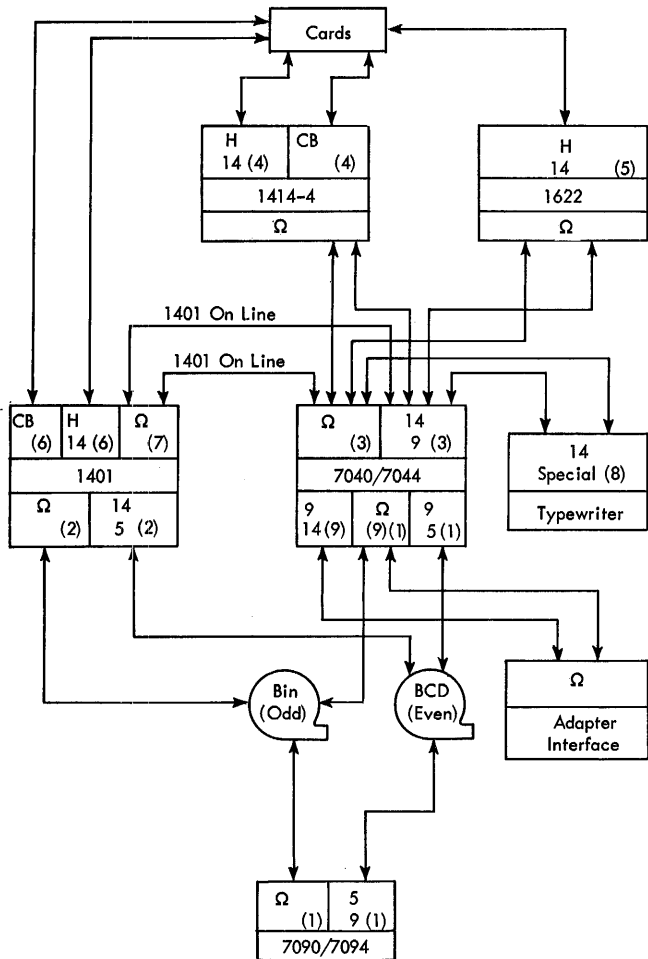 Cards
H
14 (4)
CB
(4)
1414-4
Ω
H
14 (5)
1622
Ω
1401 On Line
1401 On Line
CB
(6)
H
14 (6)
Ω
(7)
1401
Ω
(2)
14
5 (2)
Ω
(3)
14
9 (3)
7040/7044
9
14(9)
Ω
(9)(1)
9
5(1)
14
Special (8)
Typewriter
Bin
(Odd)
BCD
(Even)
Ω
Adapter
Interface
Ω
(1)
5
9 (1)
7090/7094